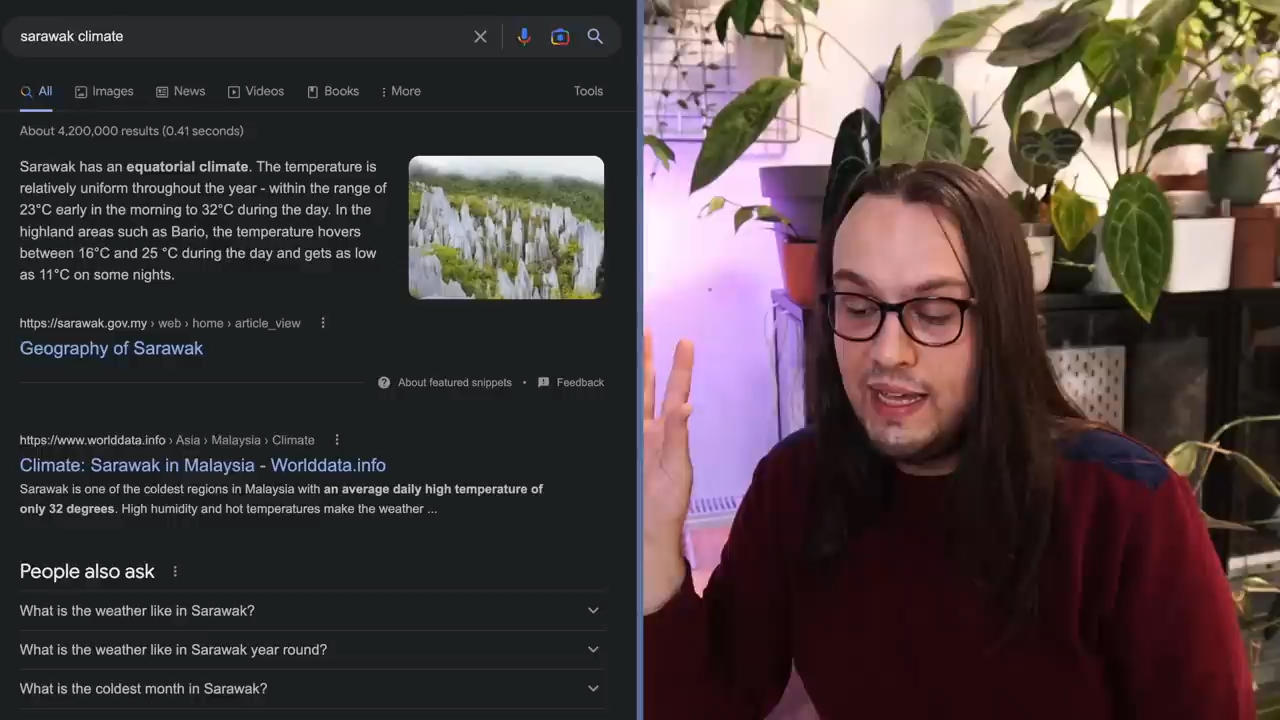 sarawak climate
All
Images
News
Videos
Books
More
Tools
About 4,200,000 results (0.41 seconds)
Sarawak has an equatorial climate. The temperature is
relatively uniform throughout the year - within the range of
23°C early in the morning to 32°C during the day. In the
highland areas such as Bario, the temperature hovers
between 16°C and 25 °C during the day and gets as low
as 11°C on some nights.
https://sarawak.gov.my › web › home › article_view
Geography of Sarawak
About featured snippets • Feedback
https://www.worlddata.info › Asia › Malaysia › Climate
Climate: Sarawak in Malaysia - Worlddata.info
Sarawak is one of the coldest regions in Malaysia with an average daily high temperature of
only 32 degrees. High humidity and hot temperatures make the weather ...
People also ask
What is the weather like in Sarawak?
What is the weather like in Sarawak year round?
What is the coldest month in Sarawak?